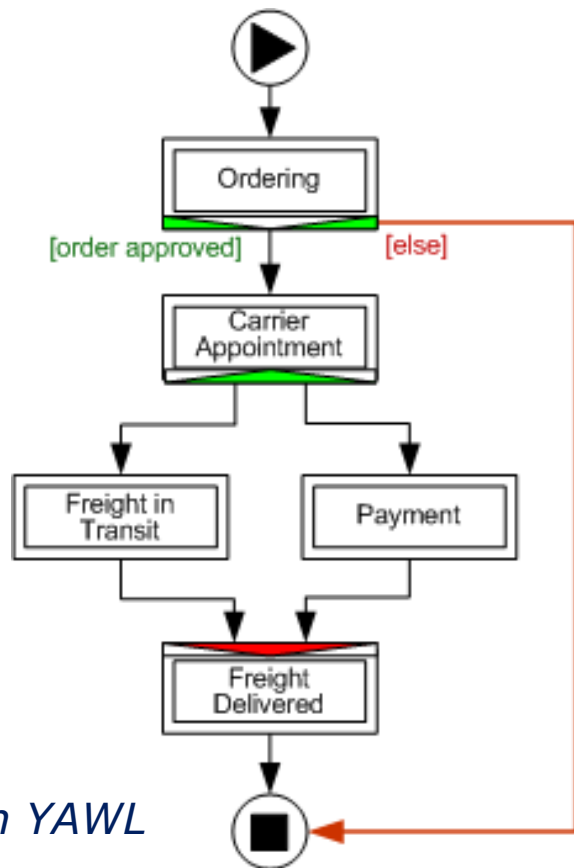 Ordering
[order approved]
[else]
Carrier
Appointment
Freight in
Transit
Payment
Freight
Delivered
YAWL